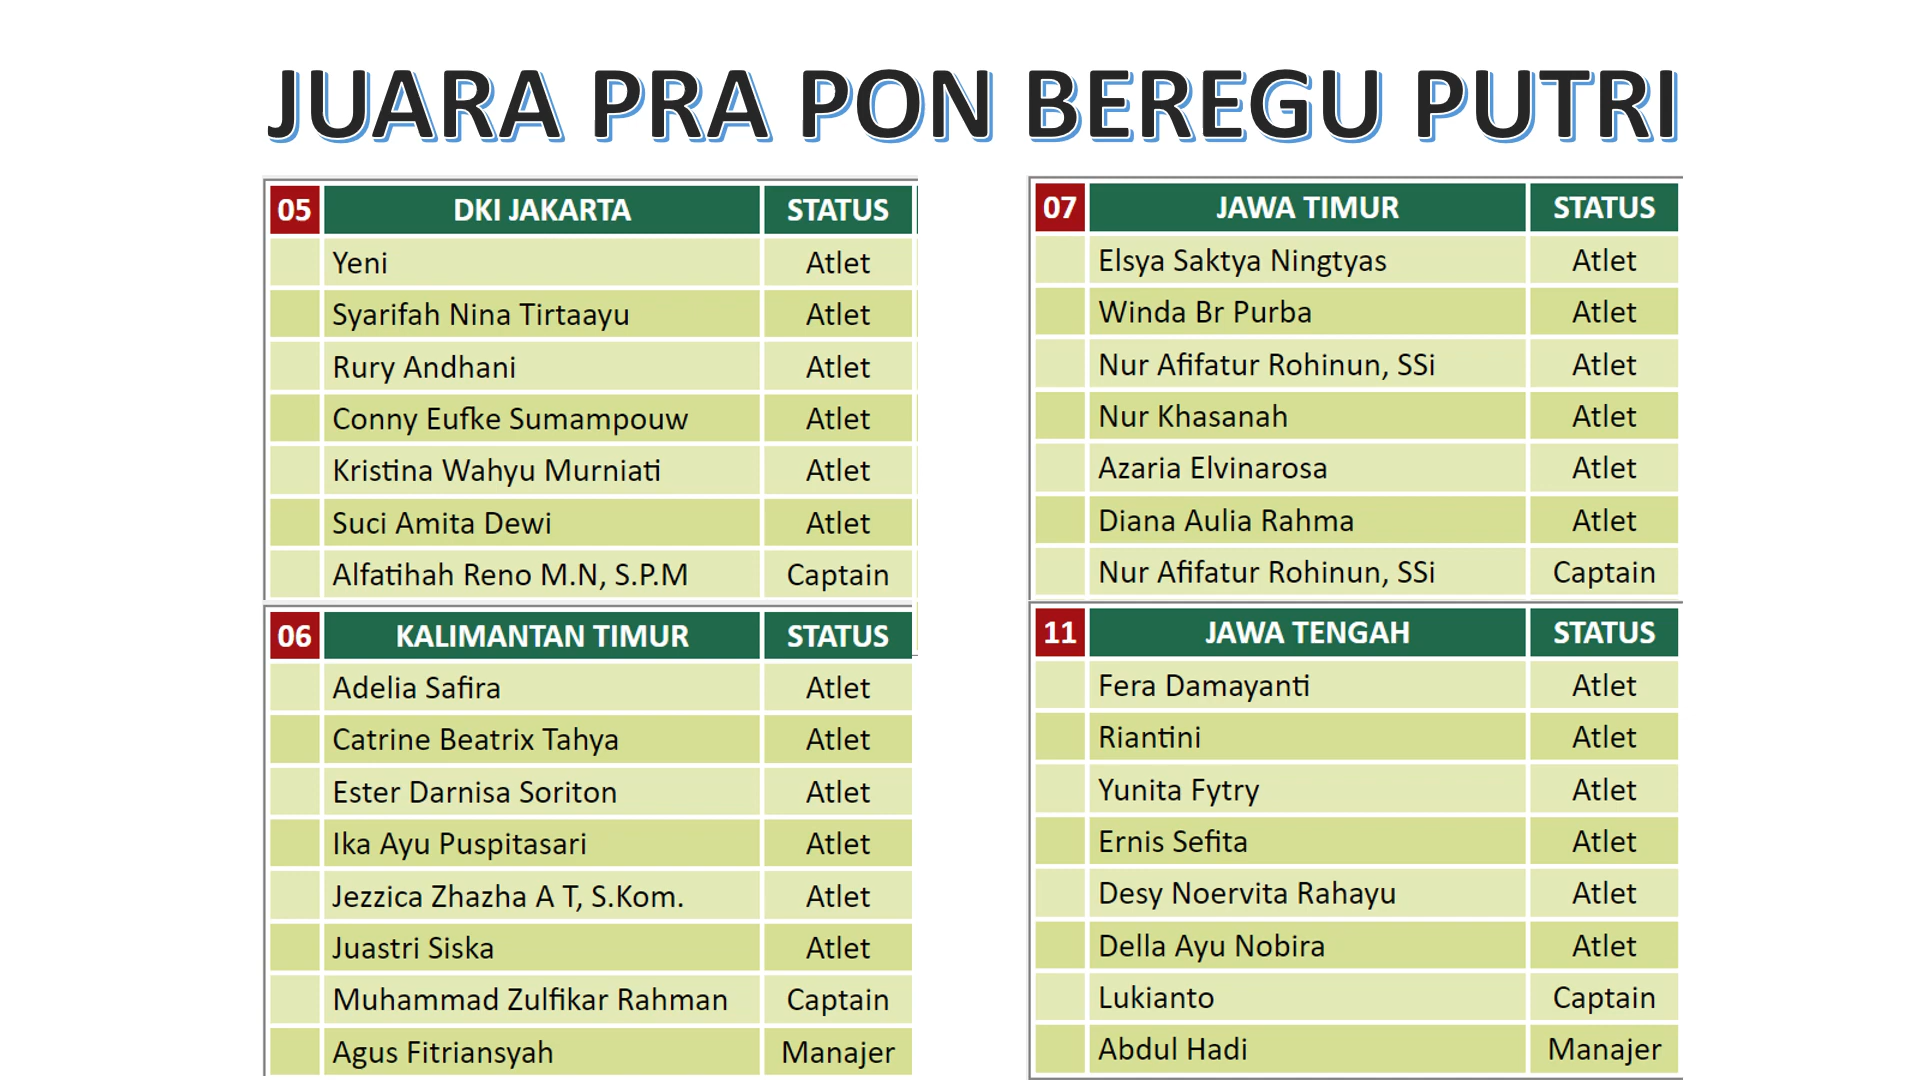 JUARA PRA PON BEREGU PUTRI
05 DKI JAKARTA STATUS
Yeni Atlet
Syarifah Nina Tirtaayu Atlet
Rury Andhani Atlet
Conny Eufke Sumampouw Atlet
Kristina Wahyu Murniati Atlet
Suci Amita Dewi Atlet
Alfatihah Reno M.N, S.P.M Captain
06 KALIMANTAN TIMUR STATUS
Adelia Safira Atlet
Catrine Beatrix Tahya Atlet
Ester Darnisa Soriton Atlet
Ika Ayu Puspitasari Atlet
Jezzica Zhazha A T, S.Kom. Atlet
Juastri Siska Atlet
Muhammad Zulfikar Rahman Captain
Agus Fitriansyah Manajer
07 JAWA TIMUR STATUS
Elsya Saktya Ningtyas Atlet
Winda Br Purba Atlet
Nur Afifatur Rohinun, SSi Atlet
Nur Khasanah Atlet
Azaria Elvinarosa Atlet
Diana Aulia Rahma Atlet
Nur Afifatur Rohinun, SSi Captain
11 JAWA TENGAH STATUS
Fera Damayanti Atlet
Riantini Atlet
Yunita Fytry Atlet
Ernis Sefita Atlet
Desy Noervita Rahayu Atlet
Della Ayu Nobira Atlet
Lukianto Captain
Abdul Hadi Manajer